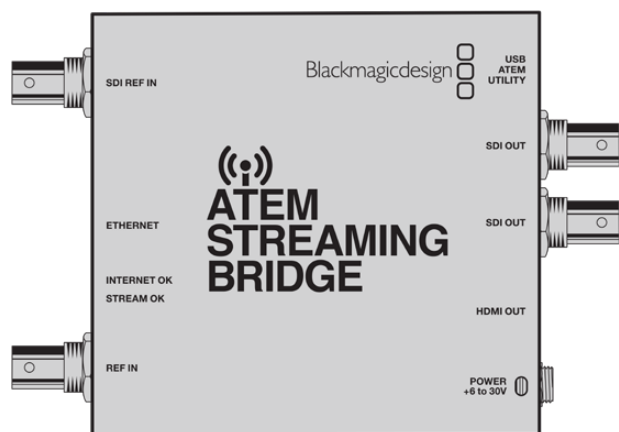 SDI REF IN
Blackmagicdesign
USB
ATEM
UTILITY
SDI OUT
ATEM
STREAMING
BRIDGE
ETHERNET
SDI OUT
INTERNET OK
STREAM OK
HDMI OUT
REF IN
POWER
+6 to 30V